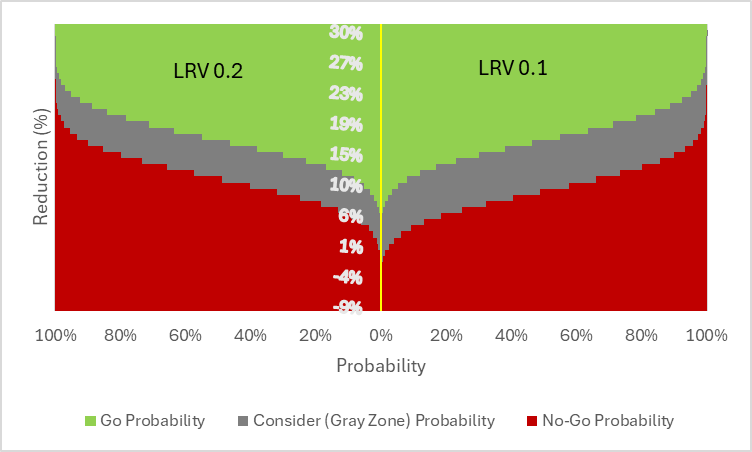 30%
LRV 0.2
LRV 0.1
27%
23%
19%
15%
10%
6%
1%
-4%
-9%
Reduction (%)
100% 80% 60% 40% 20% 0% 20% 40% 60% 80% 100%
Probability
Go Probability Consider (Gray Zone) Probability No-Go Probability